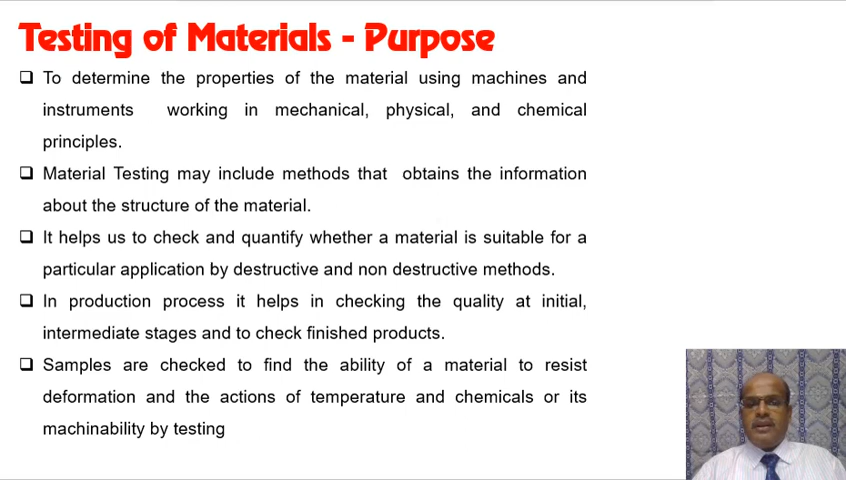 Testing of Materials - Purpose
❑ To determine the properties of the material using machines and
instruments working in mechanical, physical, and chemical
principles.
❑ Material Testing may include methods that obtains the information
about the structure of the material.
❑ It helps us to check and quantify whether a material is suitable for a
particular application by destructive and non destructive methods.
❑ In production process it helps in checking the quality at initial,
intermediate stages and to check finished products.
❑ Samples are checked to find the ability of a material to resist
deformation and the actions of temperature and chemicals or its
machinability by testing